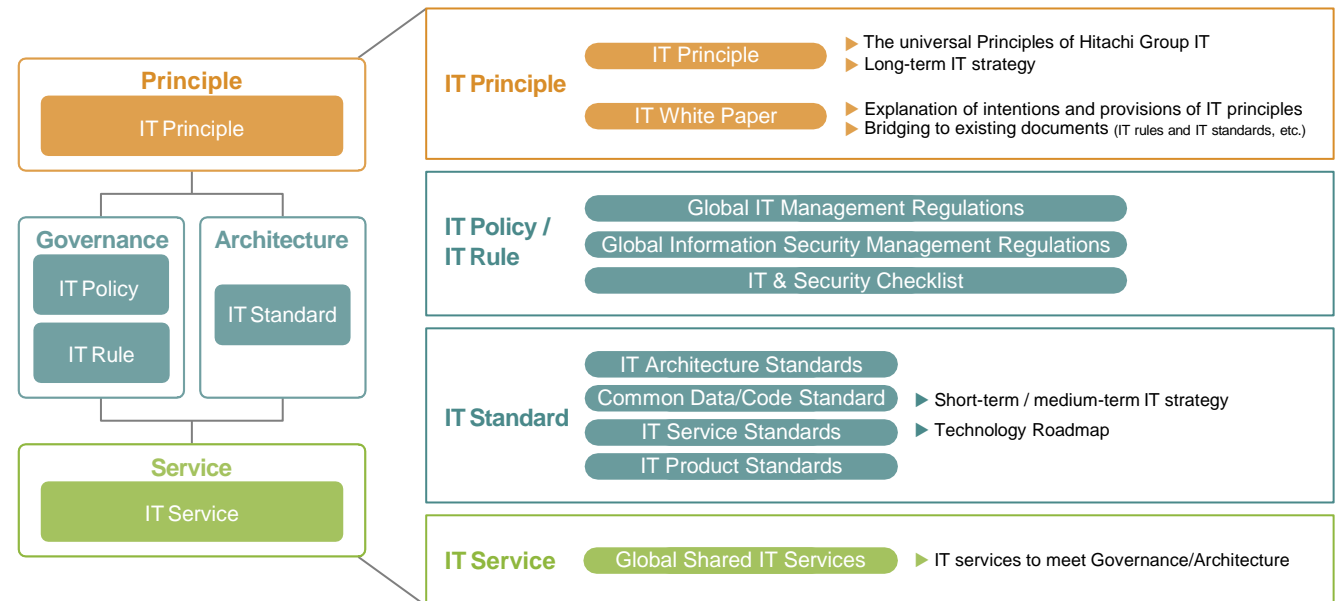 Principle
IT Principle
Governance
IT Policy
IT Rule
Architecture
IT Standard
Service
IT Service
IT Principle
IT Principle
The universal Principles of Hitachi Group IT
Long-term IT strategy
IT White Paper
Explanation of intentions and provisions of IT principles
Bridging to existing documents (IT rules and IT standards, etc.)
IT Policy /
IT Rule
Global IT Management Regulations
Global Information Security Management Regulations
IT & Security Checklist
IT Standard
IT Architecture Standards
Common Data/Code Standard
IT Service Standards
IT Product Standards
Short-term / medium-term IT strategy
Technology Roadmap
IT Service
Global Shared IT Services
IT services to meet Governance/Architecture